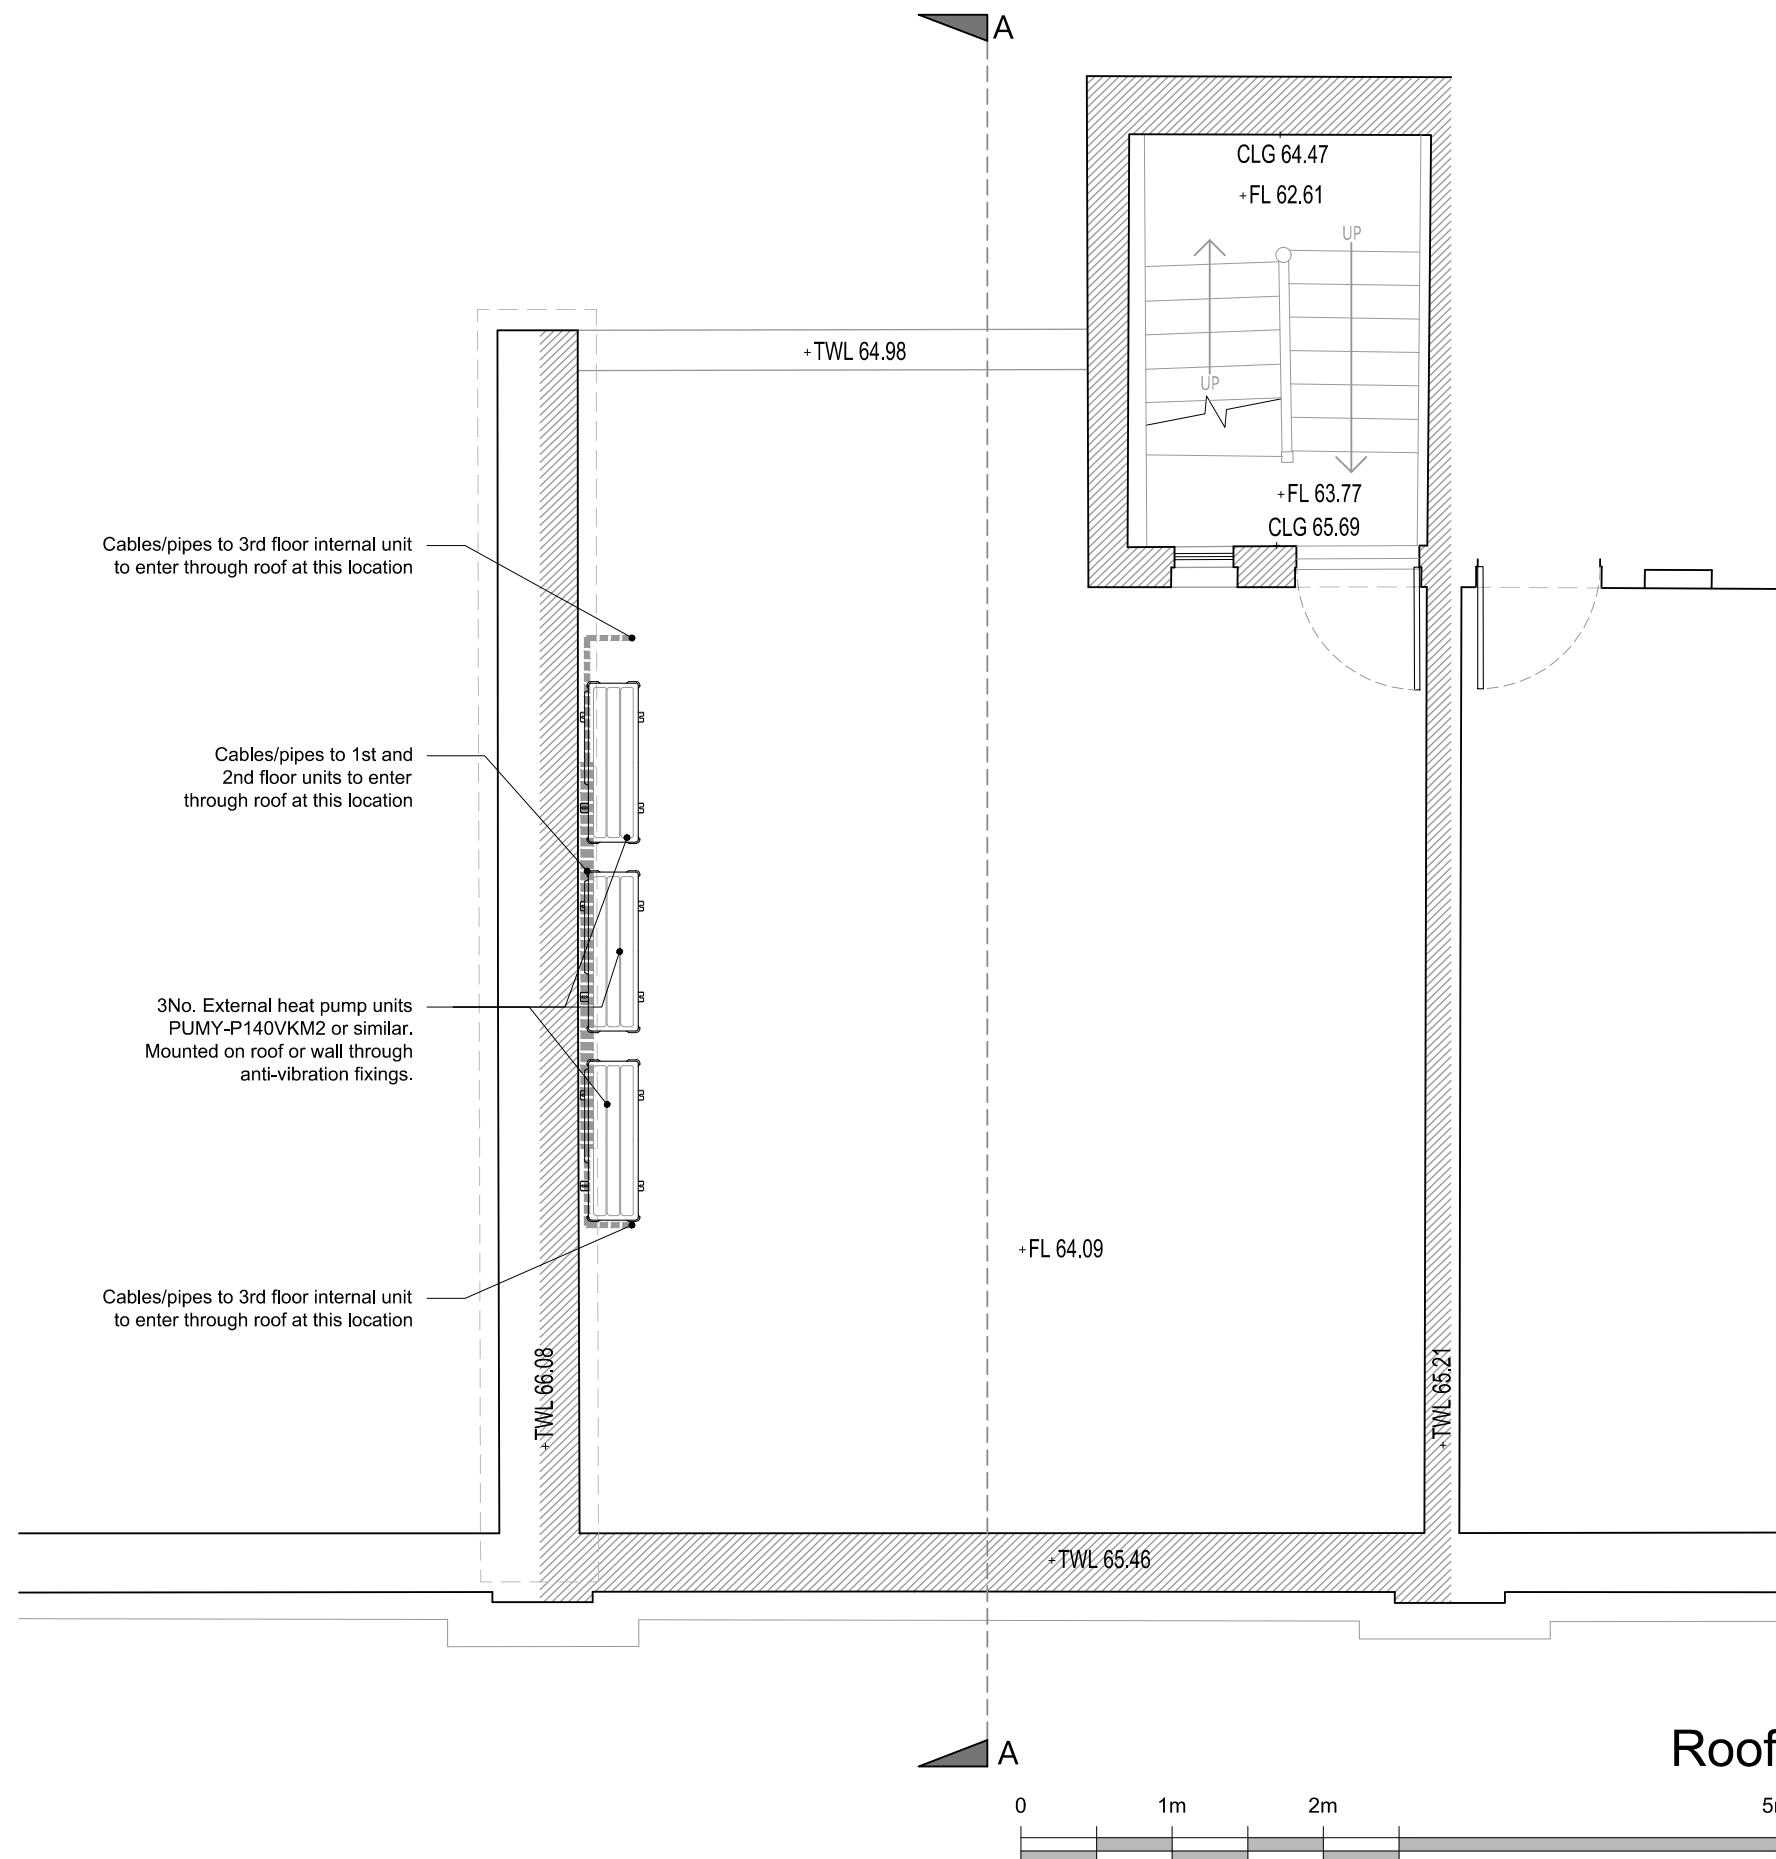 A
CLG 64.47
+FL 62.61
UP
UP
+TWL 64.98
+FL 63.77
CLG 65.69
Cables/pipes to 3rd floor internal unit
to enter through roof at this location
Cables/pipes to 1st and
2nd floor units to enter
through roof at this location
3No. External heat pump units
PUMY-P140VKM2 or similar.
Mounted on roof or wall through
anti-vibration fixings.
+FL 64.09
Cables/pipes to 3rd floor internal unit
to enter through roof at this location
+TWL 66.08
+TWL 65.21
+TWL 65.46
A
Roof
0 1m 2m